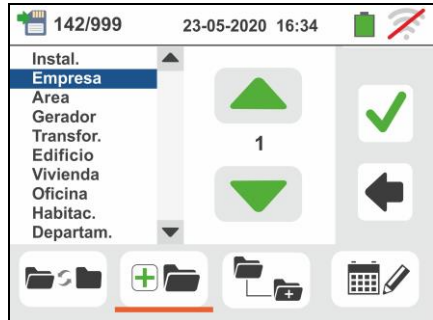 142/999 23-05-2020 16:34
Instal.
Empresa
Area
Gerador
Transfor.
Edificio
Vivienda
Oficina
Habitac.
Departam.
1